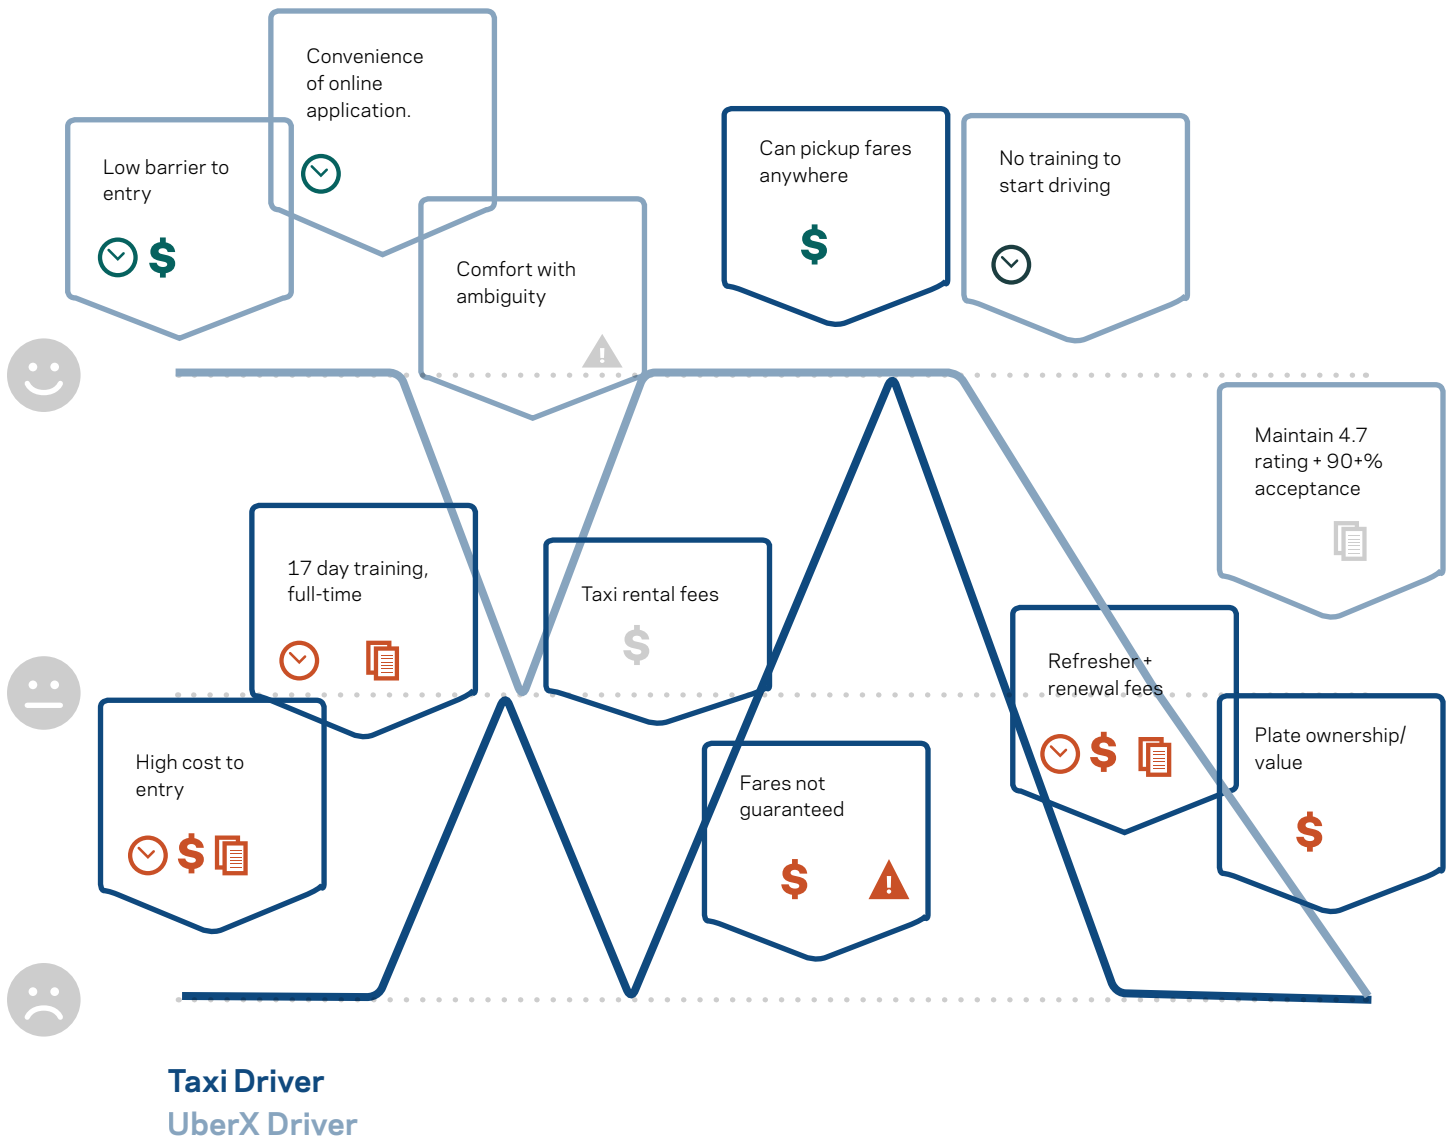 Convenience
of online
application.
Low barrier to
entry
Comfort with
ambiguity
Can pickup fares
anywhere
No training to
start driving
Maintain 4.7
rating + 90+%
acceptance
17 day training,
full-time
Taxi rental fees
Refresher +
renewal fees
High cost to
entry
Fares not
guaranteed
Plate ownership/
value
Taxi Driver
UberX Driver